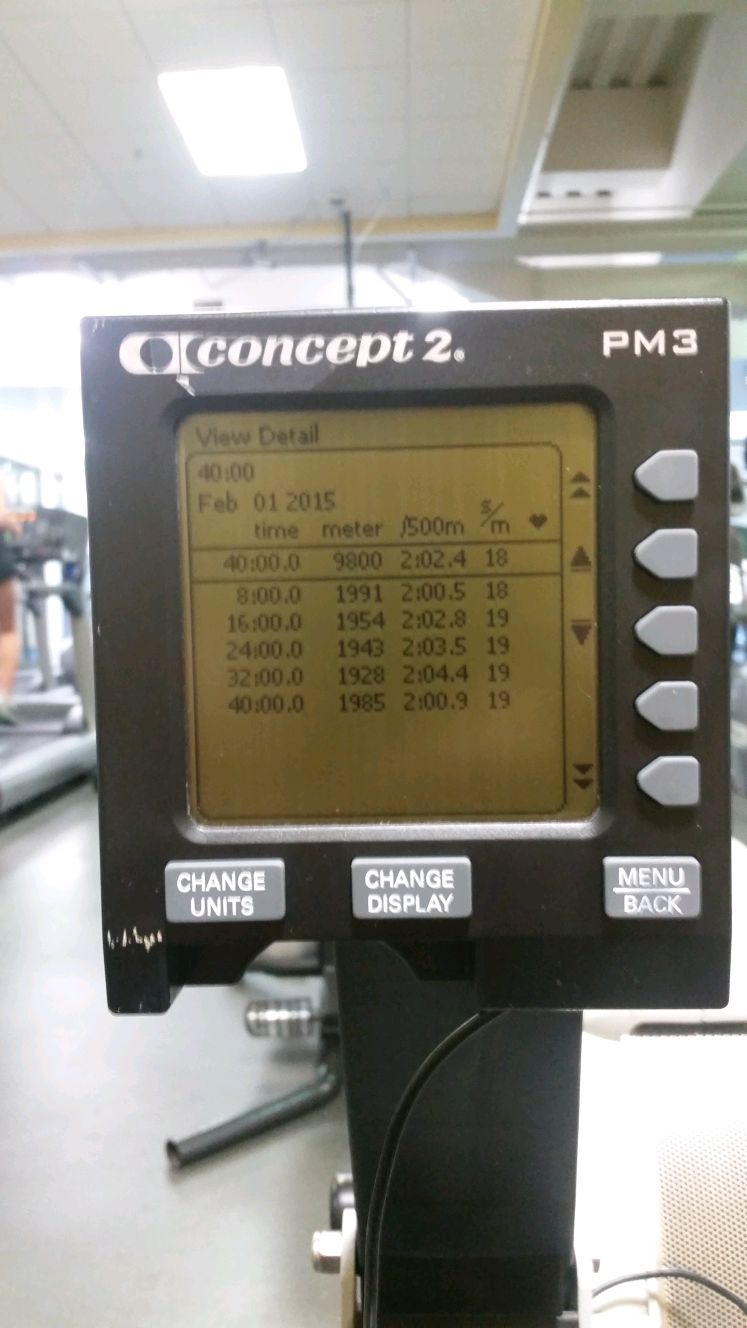 concept 2® PM3
View Detail
40:00
Feb 01 2015
time meter /500m s/m ♥
40:00.0 9800 2:02.4 18
8:00.0 1991 2:00.5 18
16:00.0 1954 2:02.8 19
24:00.0 1943 2:03.5 19
32:00.0 1928 2:04.4 19
40:00.0 1985 2:00.9 19
CHANGE UNITS
CHANGE DISPLAY
MENU
BACK